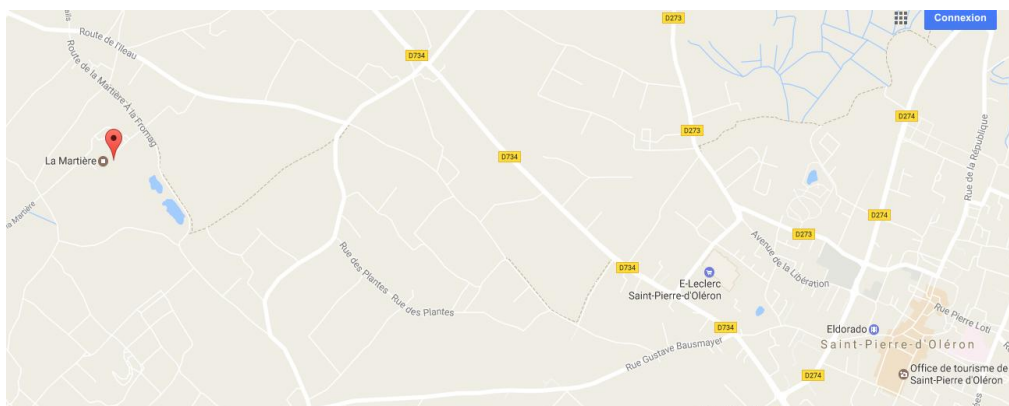 D273
Connexion
ails
Route de l'Ileau
D734
Route de la Martière À la Fromag
D274
D273
La Martière
D734
Rue de la République
la Martière
D274
D273
Avenue de la Libération
Rue des Plantes
Rue des Plantes
D734
E-Leclerc
Saint-Pierre-d'Oléron
D734
Rue Pierre Loti
Eldorado
Saint-Pierre-d'Oléron
Rue Gustave Bausmayer
D274
Office de tourisme de
Saint-Pierre d'Oléron